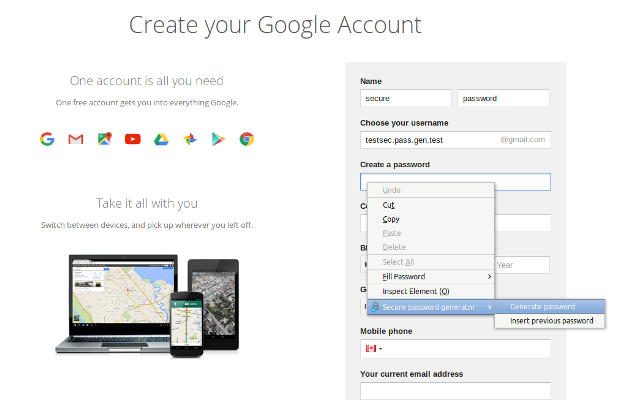 Create your Google Account
One account is all you need
One free account gets you into everything Google.
Take it all with you
Switch between devices, and pick up wherever you left off.
Name
secure password
Choose your username
testsec.pass.gen.test @gmail.com
Create a password
Undo
Cut
Copy
Paste
Delete
Select All
Year
Fill Password
Inspect Element (Q)
Secure password generator
Generate password
Insert previous password
Mobile phone
Your current email address